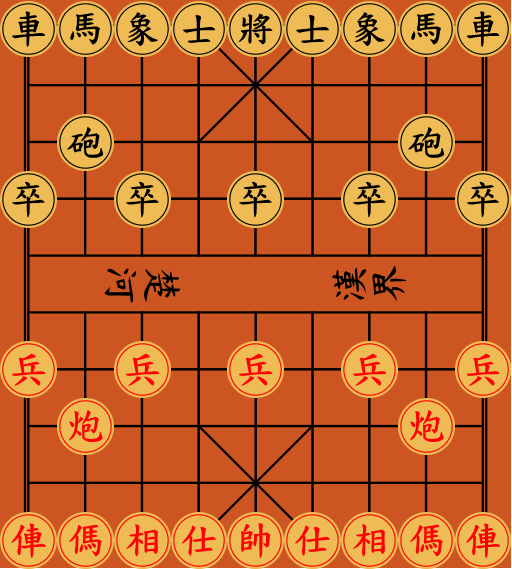 車馬象士將士象馬車
砲砲
卒卒卒卒卒
楚河 漢界
兵兵兵兵兵
炮炮
俥傌相仕帥仕相傌俥